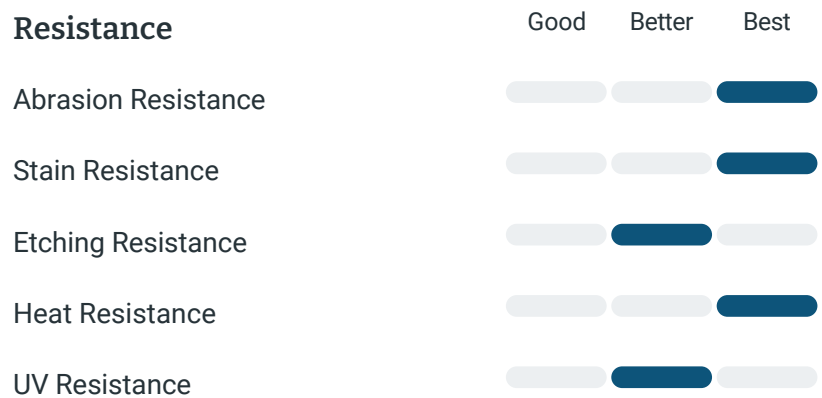 Resistance Good Better Best
Abrasion Resistance
Stain Resistance
Etching Resistance
Heat Resistance
UV Resistance